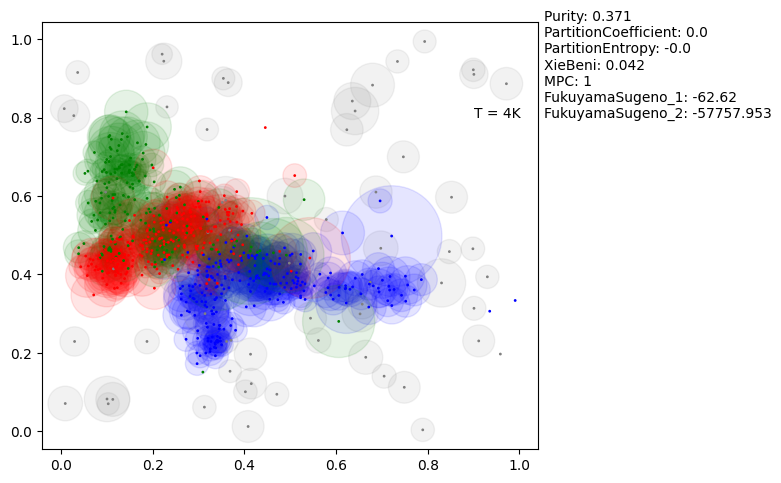 Purity: 0.371
PartitionCoefficient: 0.0
PartitionEntropy: -0.0
XieBeni: 0.042
MPC: 1
FukuyamaSugeno_1: -62.62
FukuyamaSugeno_2: -57757.953
T = 4K
1.0
0.8
0.6
0.4
0.2
0.0
0.0 0.2 0.4 0.6 0.8 1.0